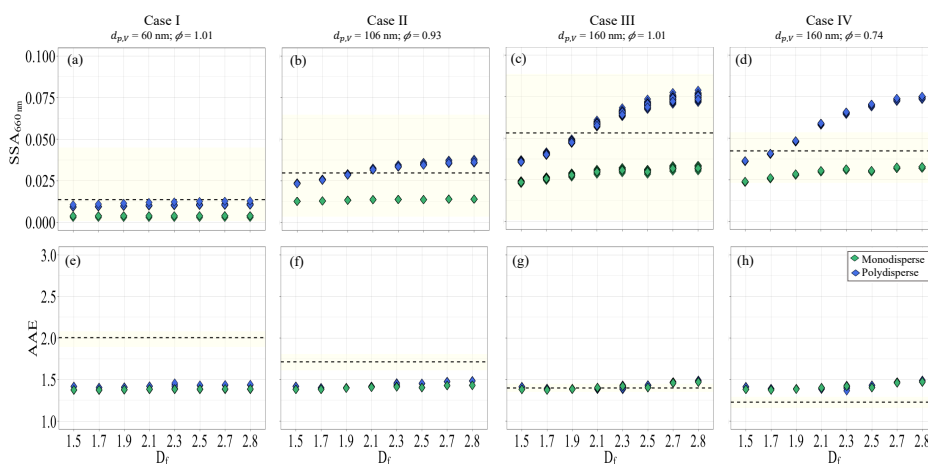 Case I
Case II
Case III
Case IV
d_{p,V} = 60 nm; ϕ = 1.01
d_{p,V} = 106 nm; ϕ = 0.93
d_{p,V} = 160 nm; ϕ = 1.01
d_{p,V} = 160 nm; ϕ = 0.74
SSA_{660 nm}
0.100
0.075
0.050
0.025
0.000
(a)
(b)
(c)
(d)
AAE
3.0
2.5
2.0
1.5
1.0
(e)
(f)
(g)
(h)
Monodisperse
Polydisperse
1.5 1.7 1.9 2.1 2.3 2.5 2.7 2.8
1.5 1.7 1.9 2.1 2.3 2.5 2.7 2.8
1.5 1.7 1.9 2.1 2.3 2.5 2.7 2.8
1.5 1.7 1.9 2.1 2.3 2.5 2.7 2.8
D_f
D_f
D_f
D_f